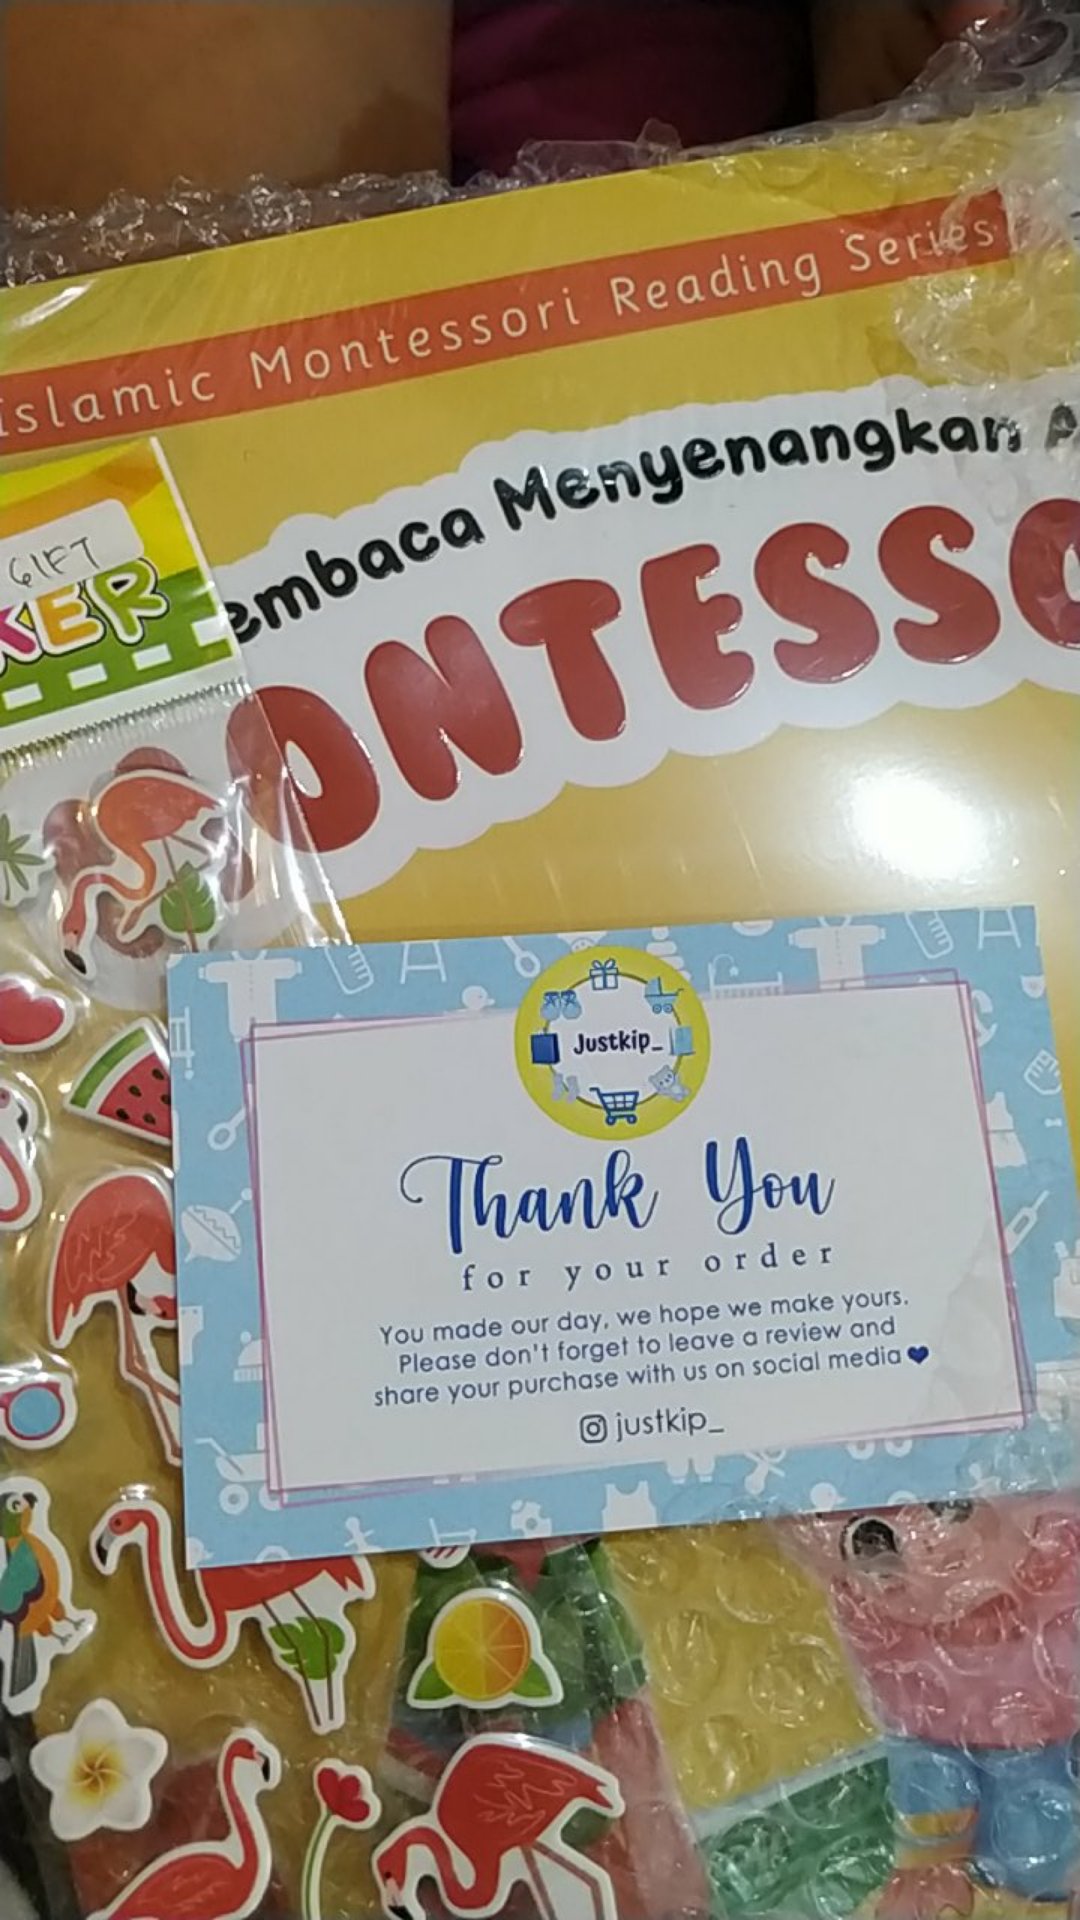 islamic Montessori Reading Series
embaca Menyenangkan A
ONTESSO
GIFT
KER
Justkip_
Thank You
for your order
You made our day, we hope we make yours.
Please don't forget to leave a review and
share your purchase with us on social media
justkip_